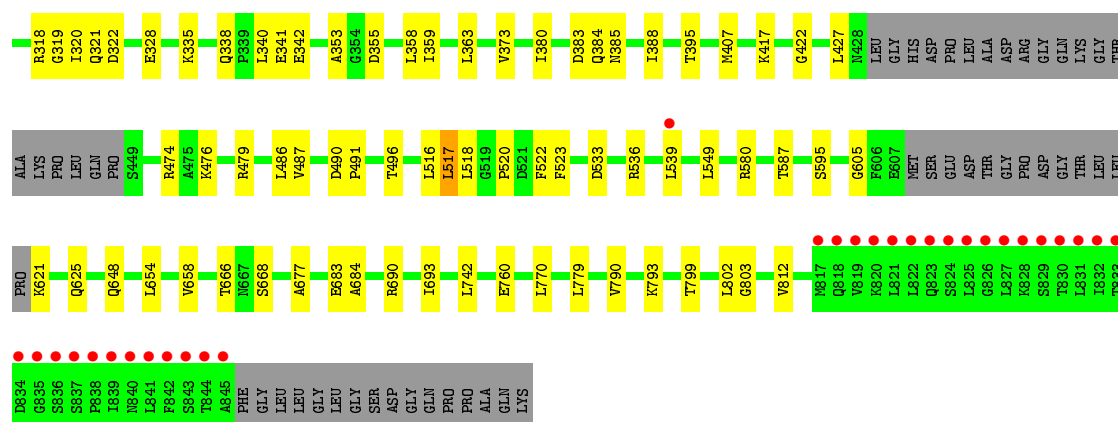 R318 G319 I320 Q321 D322 E328 K335 Q338 P339 L340 E341 E342 A353 G354 D355 L358 I359 L363 V373 I380 D383 Q384 N385 I388 T395 M407 K417 G422 L427 N428 LEU GLY HIS ASP PRO LEU ALA ASP ARG GLY GLN LYS GLY THR
ALA LYS PRO LEU GLN PRO S449 R474 A475 K476 R479 L486 V487 D490 P491 T496 L516 L517 L518 G519 P520 D521 F522 F523 D533 R536 L539 L549 R580 T587 S595 G605 F606 E607 MET SER GLU ASP THR GLY PRO ASP GLY THR LEU LEU
PRO K621 Q625 Q648 L654 V658 T666 N667 S668 A677 E683 A684 R690 I693 L742 E760 L770 L779 V790 K793 T799 L802 G803 V812 M817 Q818 V819 K820 L821 L822 Q823 S824 L825 G826 L827 K828 S829 T830 L831 I832 T833
D834 G835 S836 S837 P838 I839 N840 L841 F842 S843 T844 A845 PHE GLY LEU LEU GLY LEU GLY SER ASP GLY GLN PRO PRO ALA GLN LYS